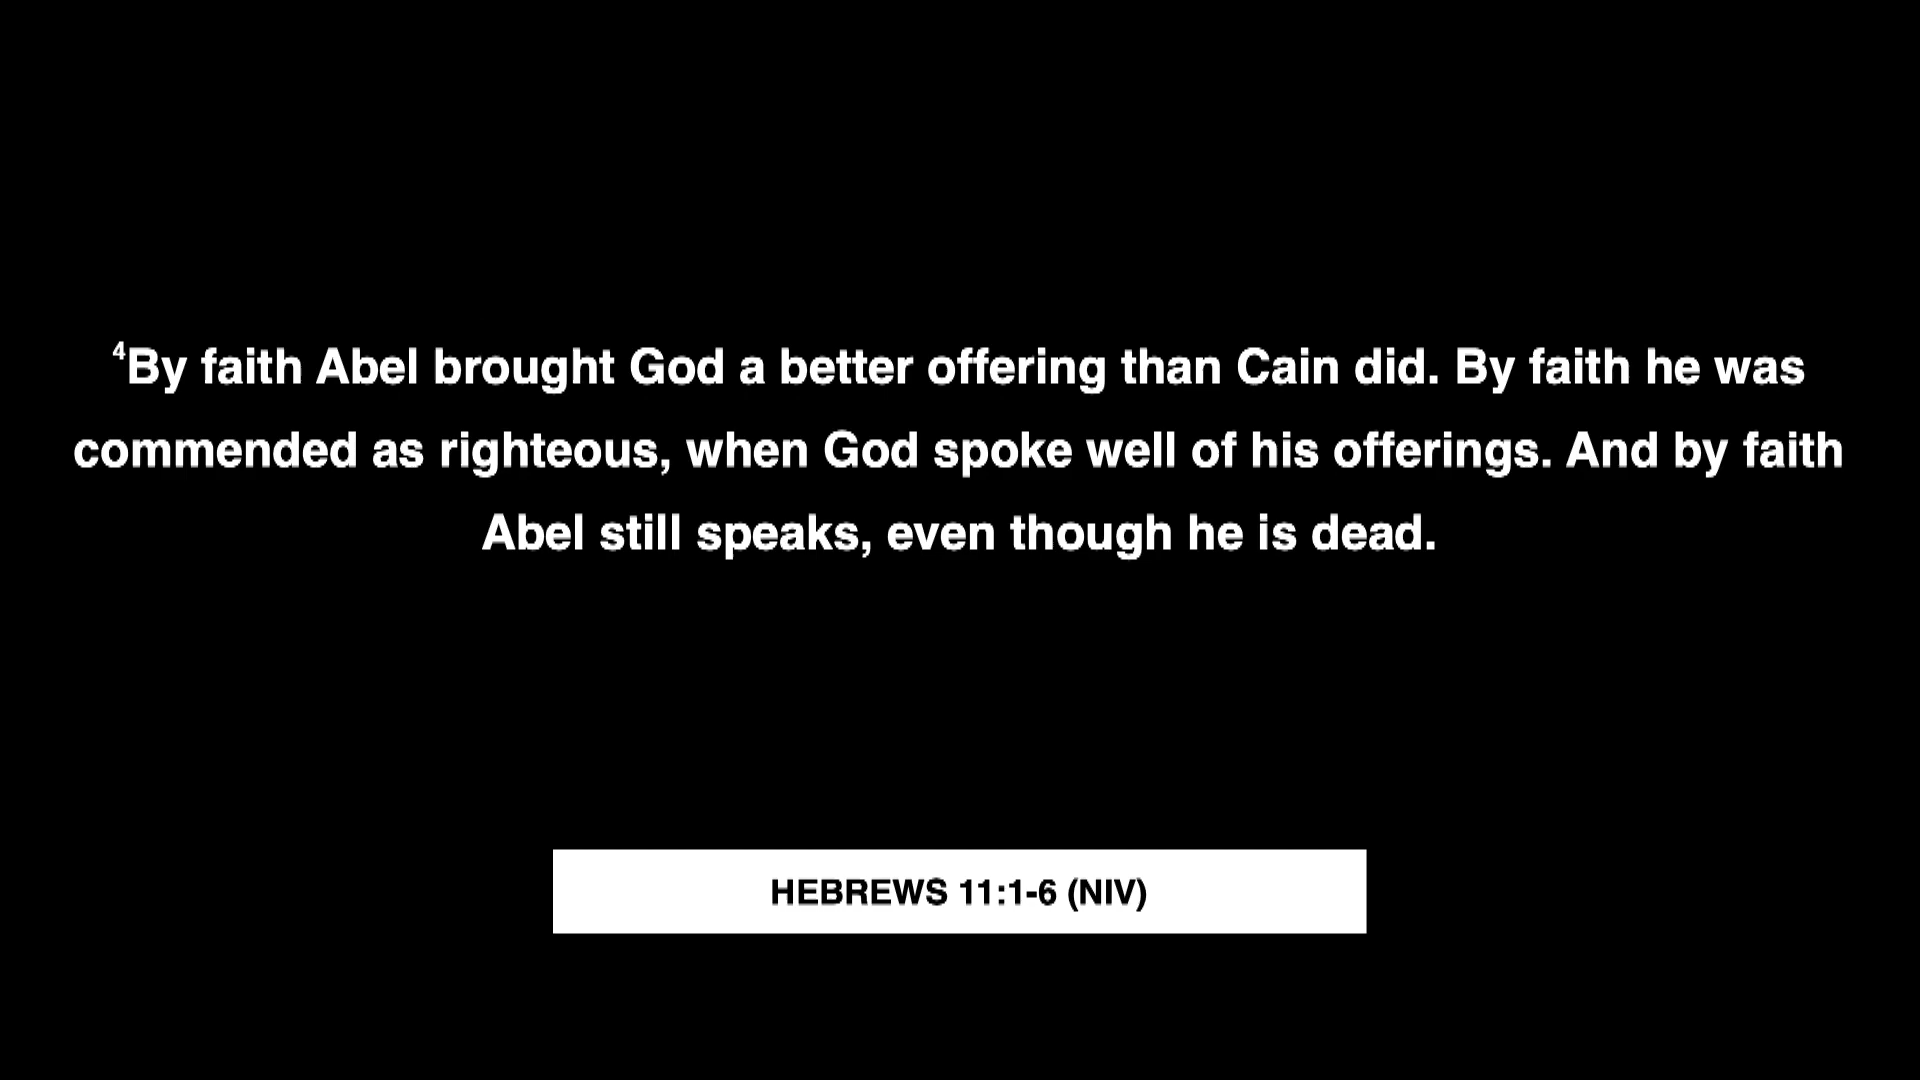 ⁴By faith Abel brought God a better offering than Cain did. By faith he was
commended as righteous, when God spoke well of his offerings. And by faith
Abel still speaks, even though he is dead.
HEBREWS 11:1-6 (NIV)